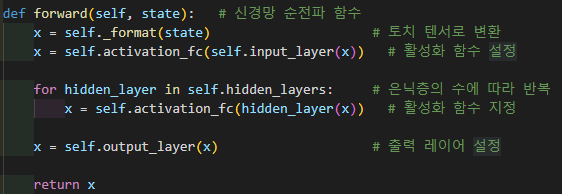 def forward(self, state):   # 신경망 순전파 함수
x = self._format(state)   # 토치 텐서로 변환
x = self.activation_fc(self.input_layer(x))   # 활성화 함수 설정
for hidden_layer in self.hidden_layers:   # 은닉층의 수에 따라 반복
x = self.activation_fc(hidden_layer(x))   # 활성화 함수 지정
x = self.output_layer(x)   # 출력 레이어 설정
return x